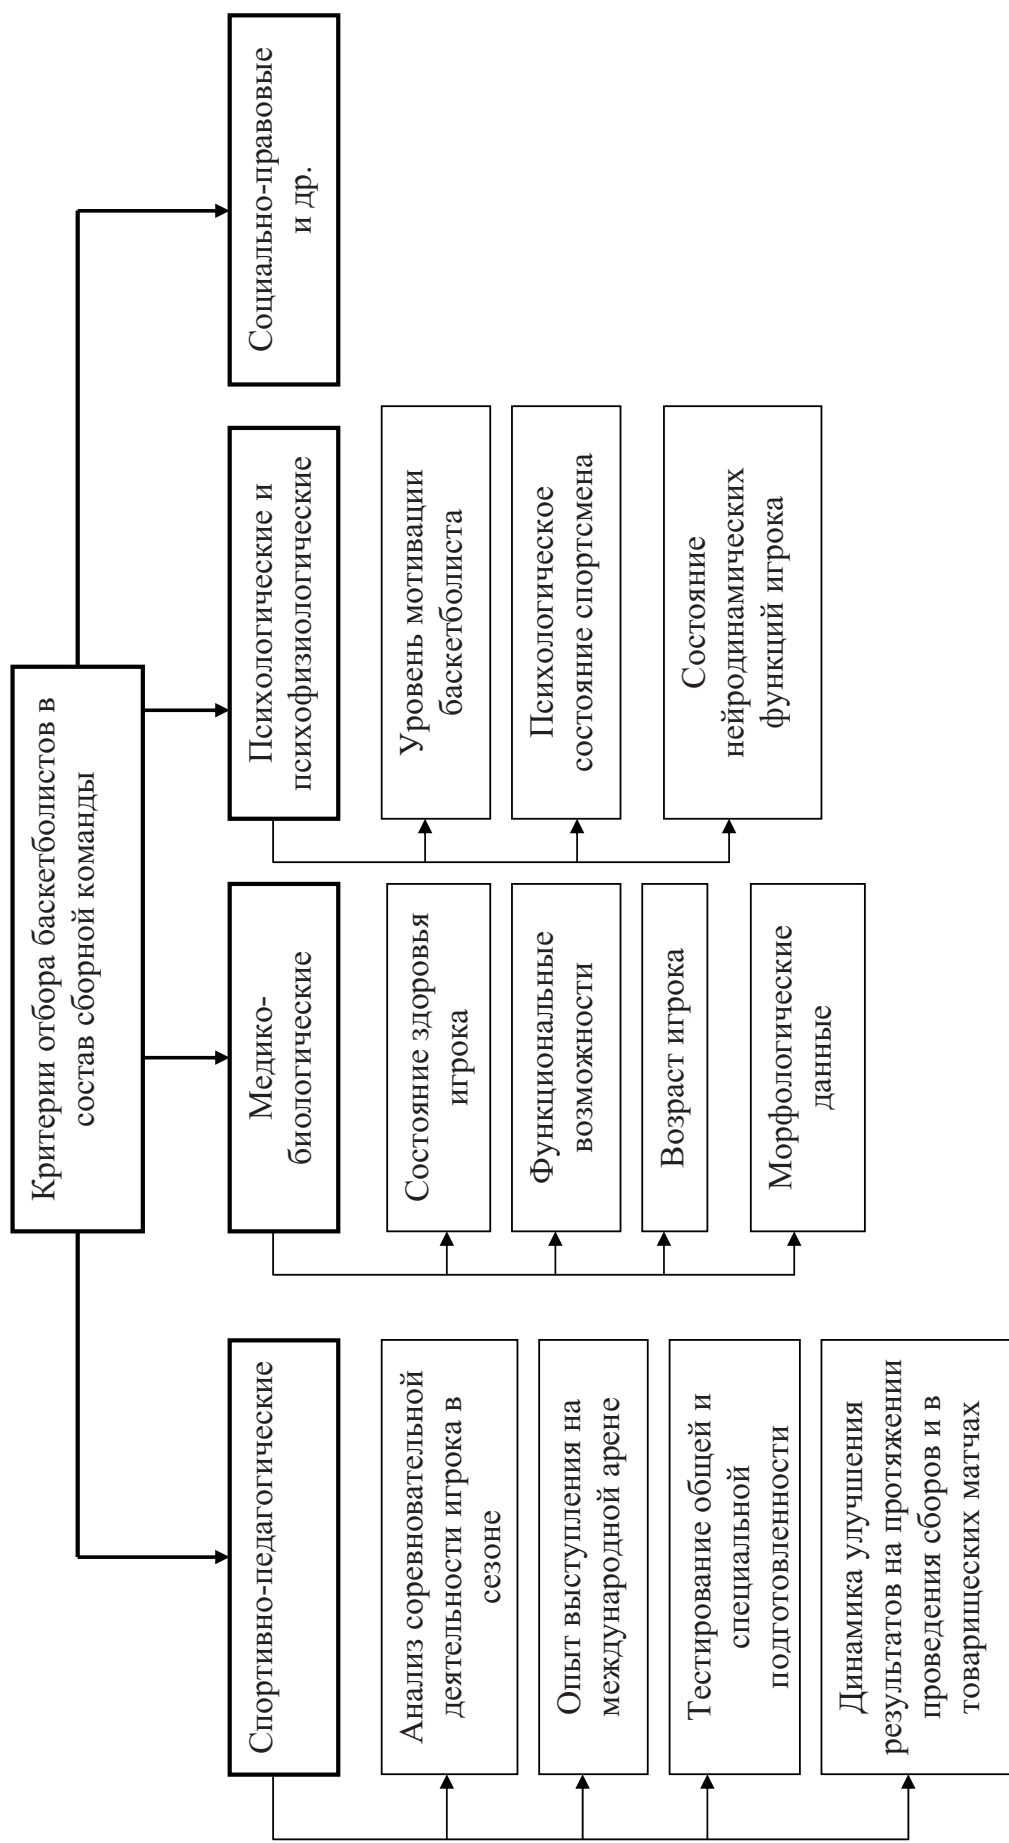 Критерии отбора баскетболистов в
состав сборной команды
Спортивно-педагогические
Анализ соревновательной
деятельности игрока в
сезоне
Опыт выступления на
международной арене
Тестирование общей и
специальной
подготовленности
Динамика улучшения
результатов на протяжении
проведения сборов и в
товарищеских матчах
Медико-
биологические
Состояние здоровья
игрока
Функциональные
возможности
Возраст игрока
Морфологические
данные
Психологические и
психофизиологические
Уровень мотивации
баскетболиста
Психологическое
состояние спортсмена
Состояние
нейродинамических
функций игрока
Социально-правовые
и др.